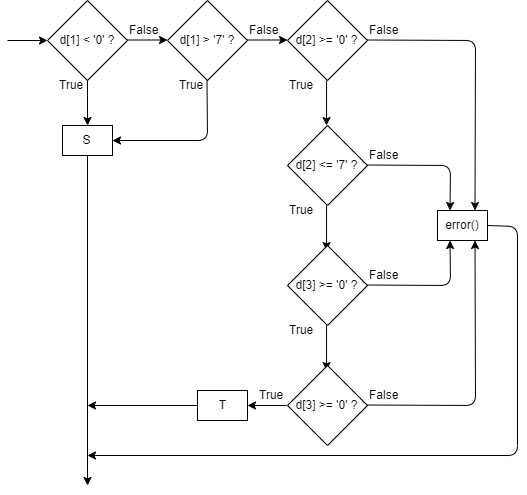 d[1] < '0' ?
False
d[1] > '7' ?
False
d[2] >= '0' ?
False
True
True
True
S
d[2] <= '7' ?
False
True
error()
d[3] >= '0' ?
False
True
T
True
d[3] >= '0' ?
False